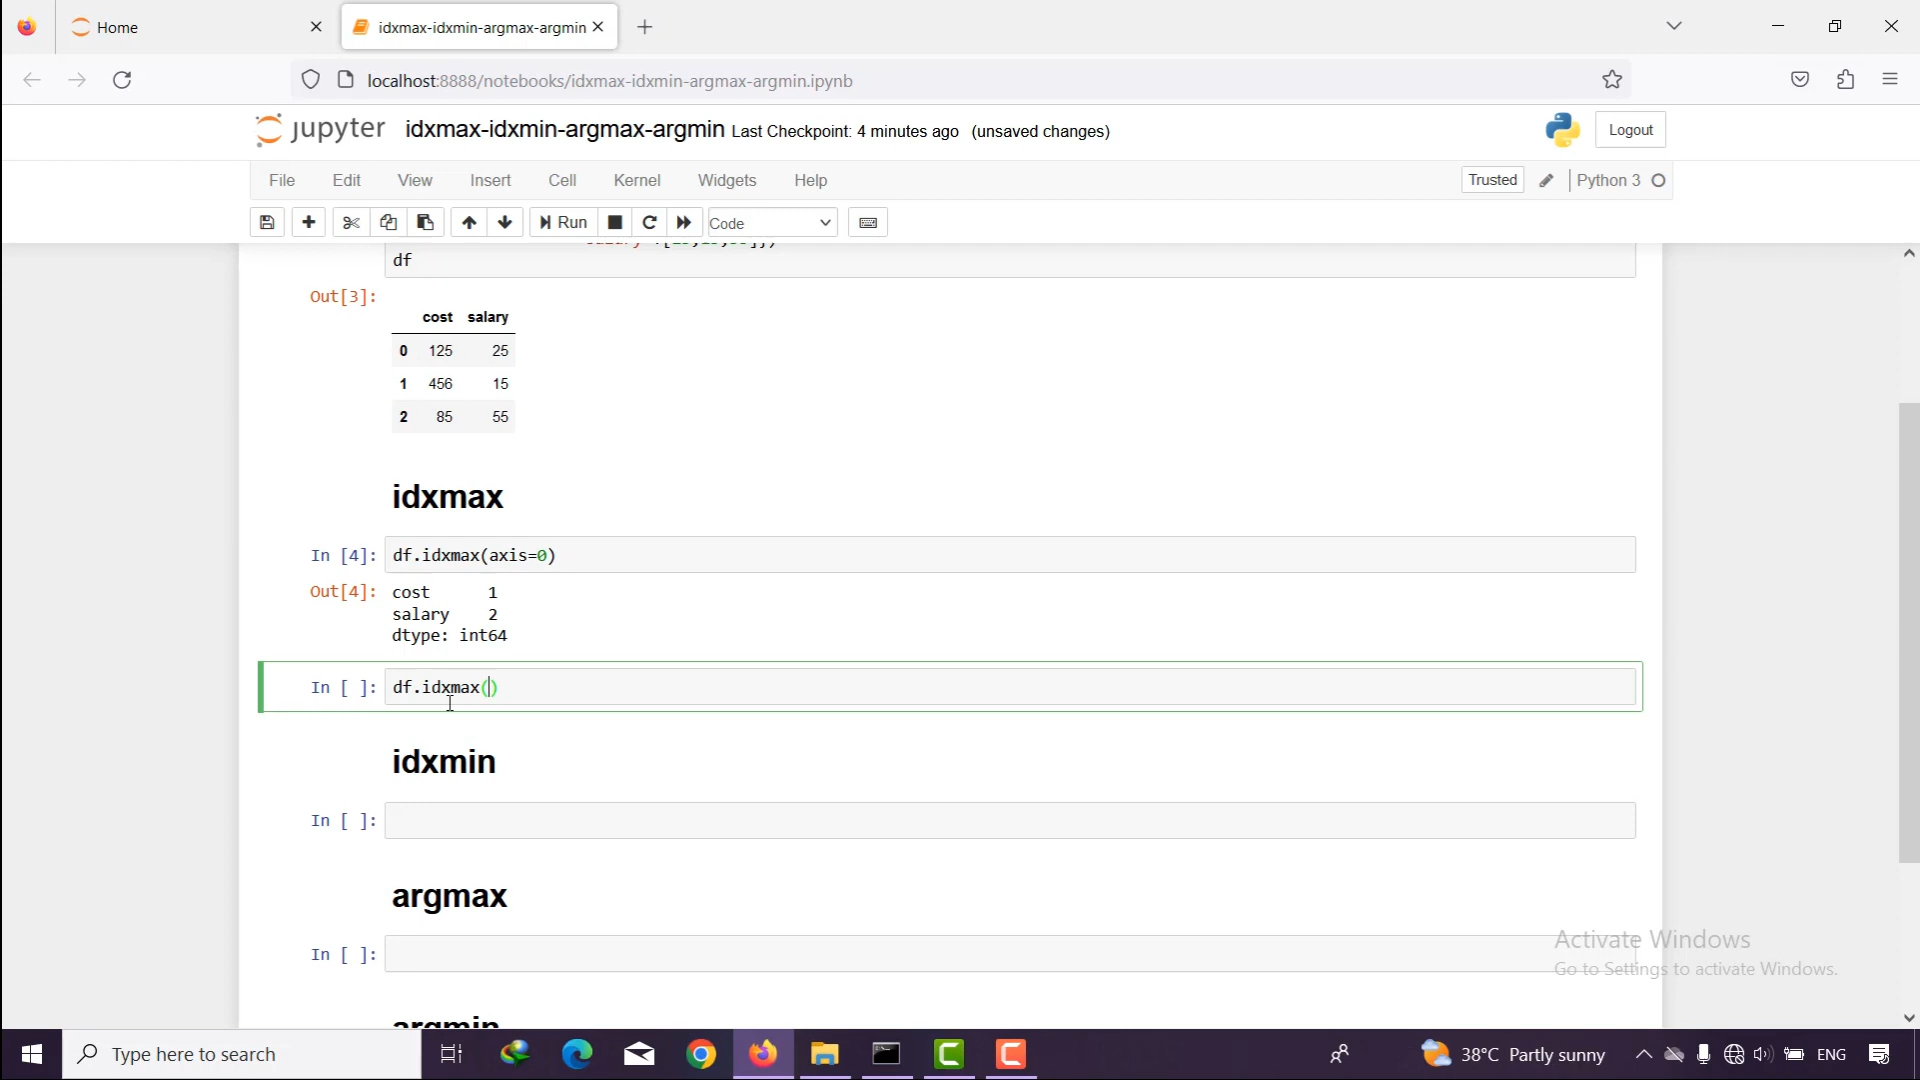 Home
idxmax-idxmin-argmax-argmin
localhost:8888/notebooks/idxmax-idxmin-argmax-argmin.ipynb
jupyter idxmax-idxmin-argmax-argmin Last Checkpoint: 4 minutes ago (unsaved changes)
Logout
File Edit View Insert Cell Kernel Widgets Help
Trusted Python 3
Run Code
df
Out[3]:
cost salary
0 125 25
1 456 15
2 85 55
idxmax
In [4]: df.idxmax(axis=0)
Out[4]: cost 1
salary 2
dtype: int64
In [ ]: df.idxmax()
idxmin
In [ ]:
argmax
In [ ]:
argmin
Activate Windows
Go to Settings to activate Windows.
Type here to search
38°C Partly sunny
ENG